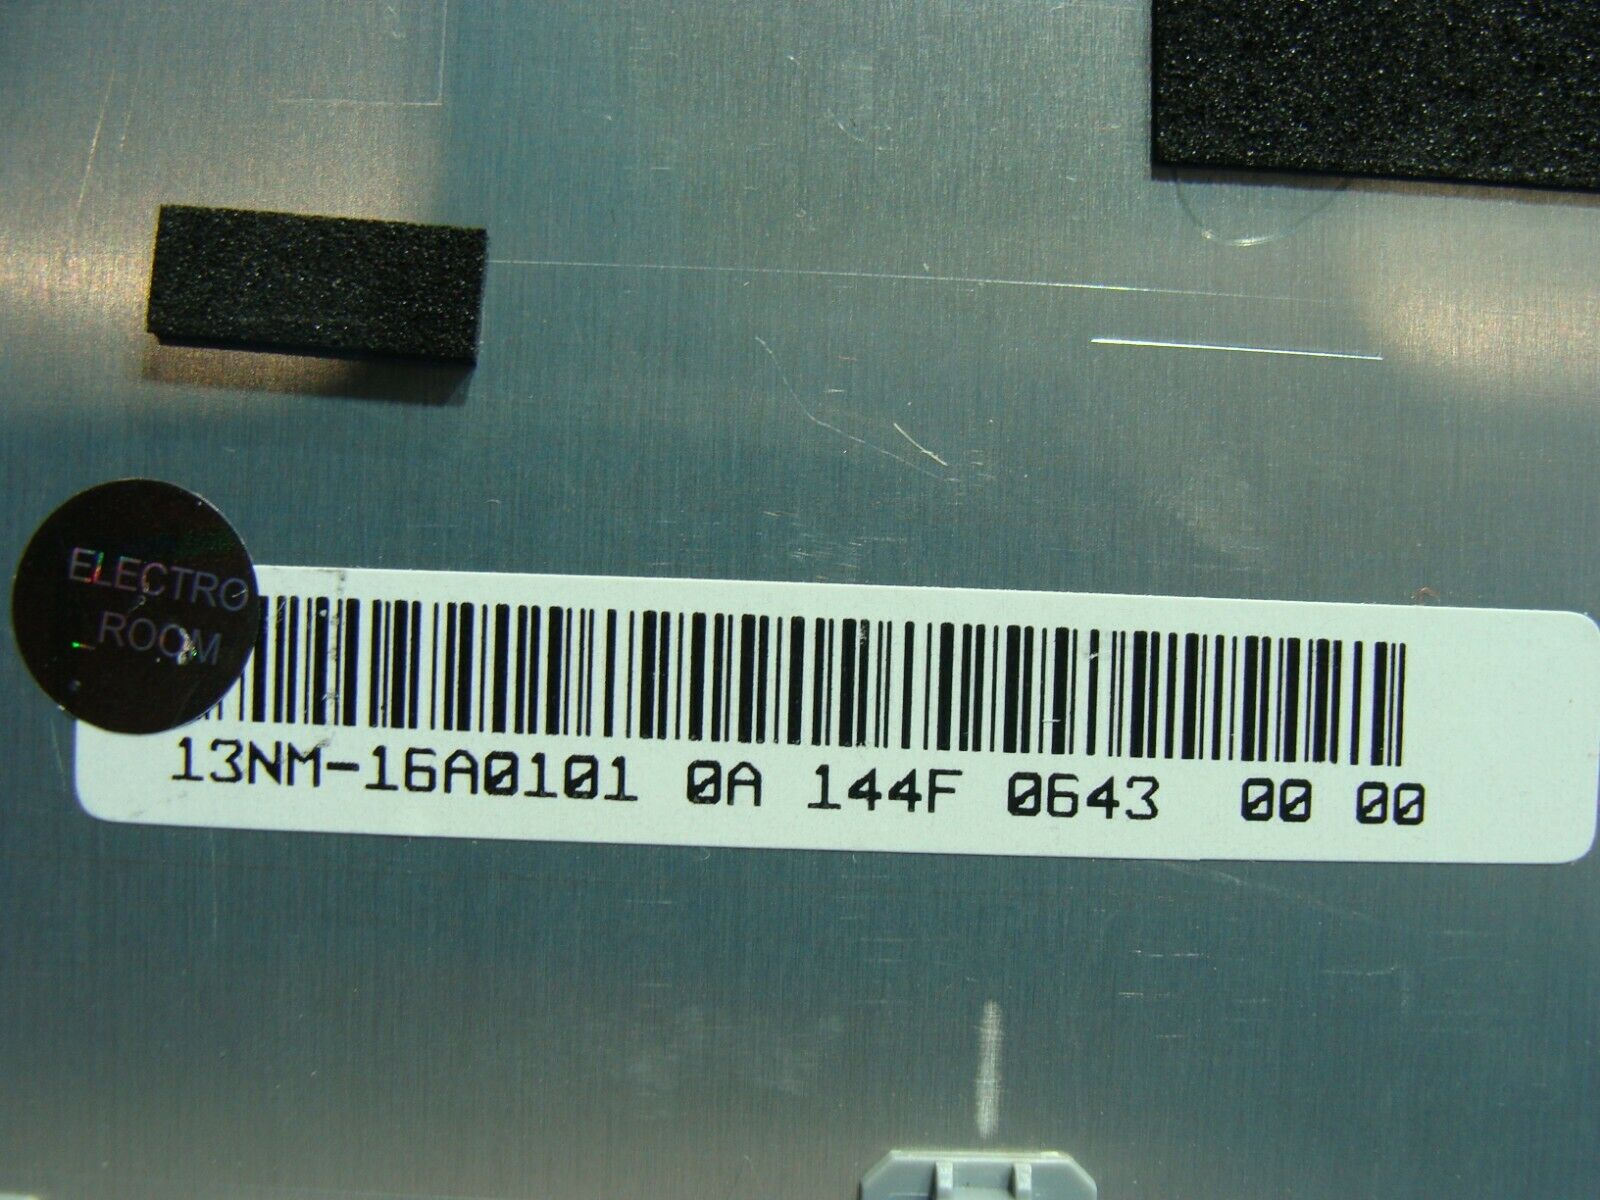 ELECTRO
ROOM
13NM-16A0101 0A 144F 0643 00 00